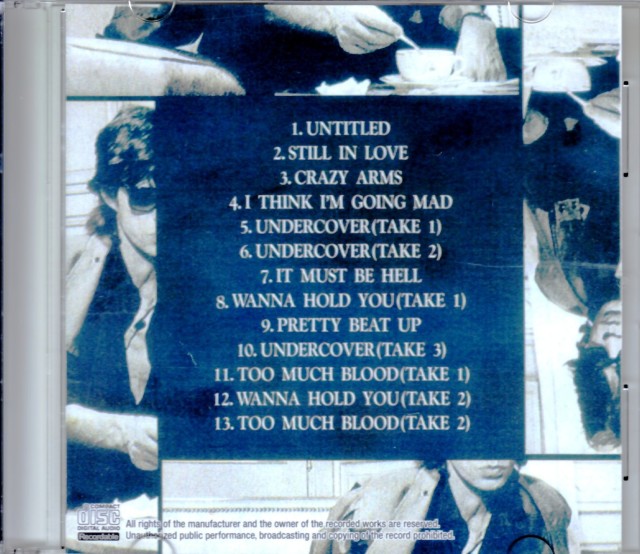 1. UNTITLED
2. STILL IN LOVE
3. CRAZY ARMS
4. I THINK I'M GOING MAD
5. UNDERCOVER(TAKE 1)
6. UNDERCOVER(TAKE 2)
7. IT MUST BE HELL
8. WANNA HOLD YOU(TAKE 1)
9. PRETTY BEAT UP
10. UNDERCOVER(TAKE 3)
11. TOO MUCH BLOOD(TAKE 1)
12. WANNA HOLD YOU(TAKE 2)
13. TOO MUCH BLOOD(TAKE 2)
COMPACT
disc
DIGITAL AUDIO
Recordable
All rights of the manufacturer and the owner of the recorded works are reserved.
Unauthorized public performance, broadcasting and copying of the record prohibited.